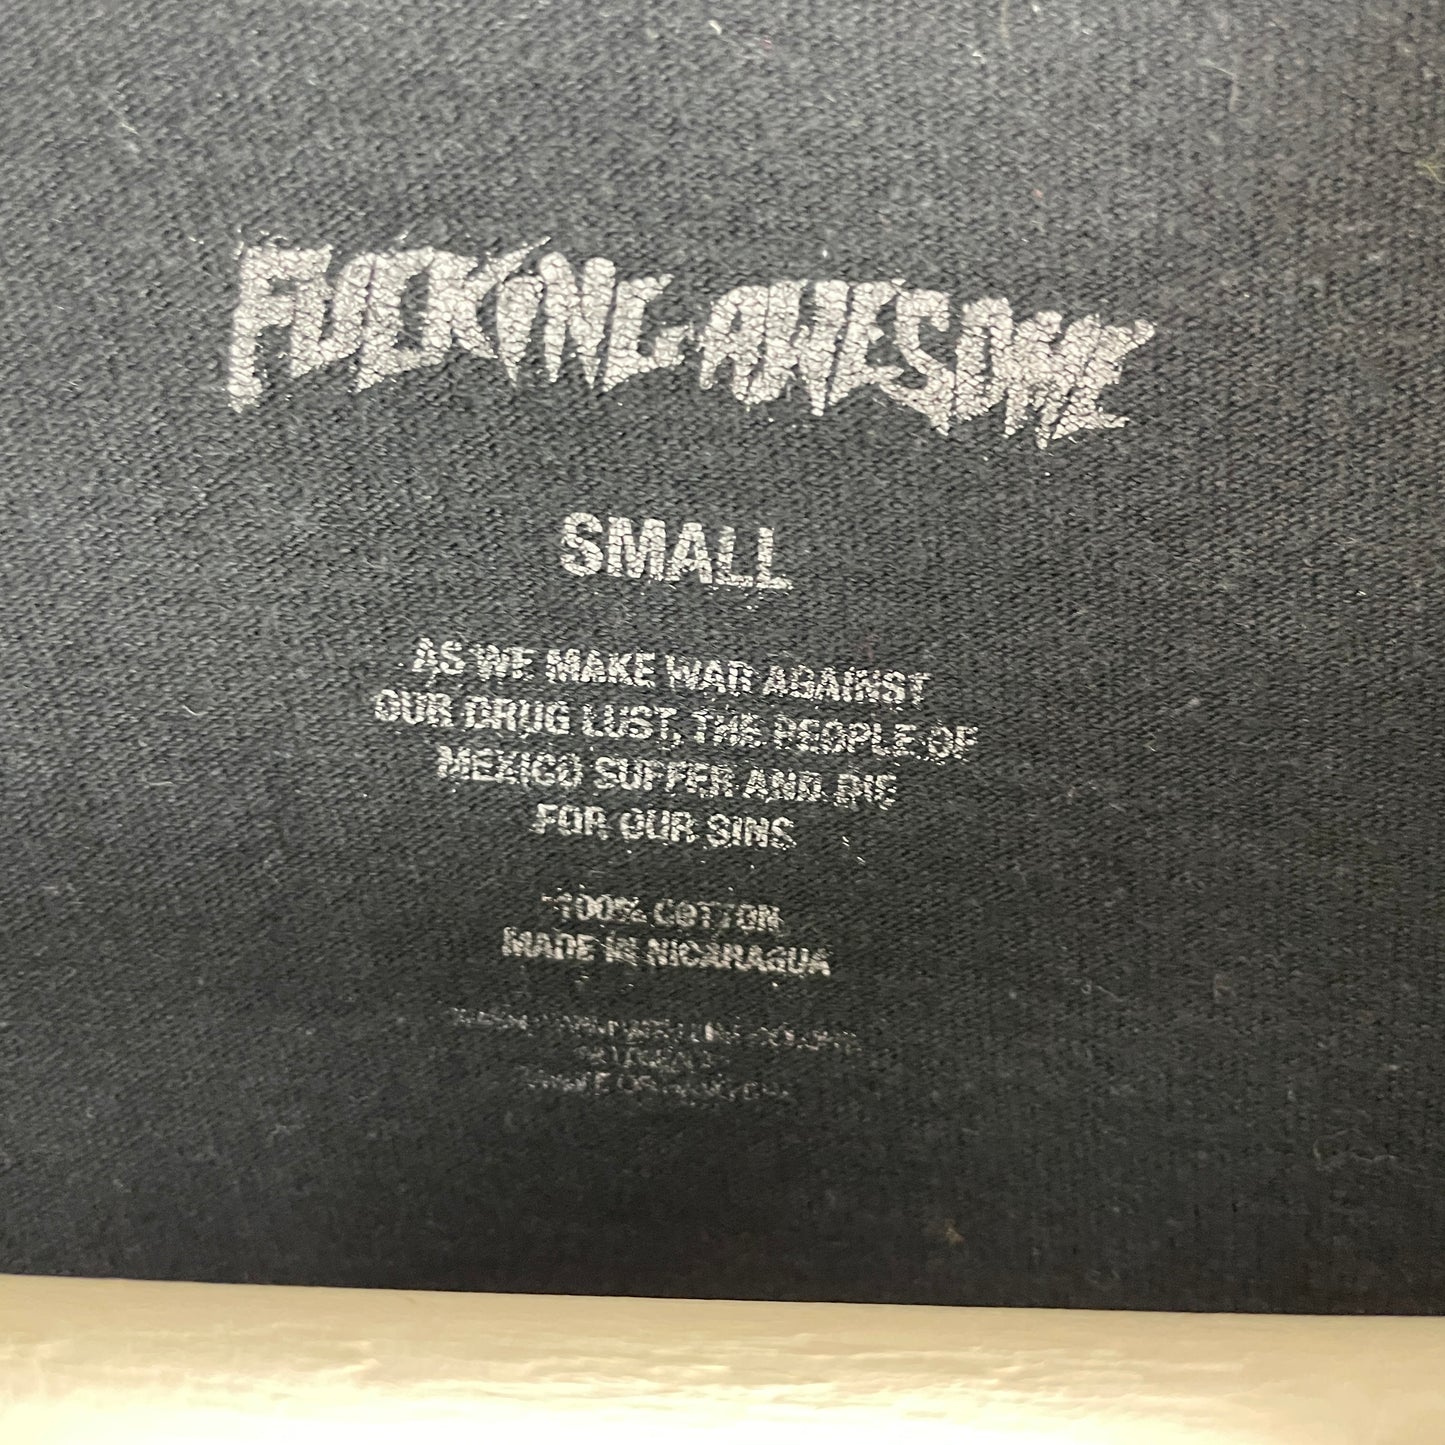 FUCKING AWESOME
SMALL
AS WE MAKE WAR AGAINST
OUR DRUG LUST, THE PEOPLE OF
MEXICO SUFFER AND DIE
FOR OUR SINS
100% COTTON
MADE IN NICARAGUA